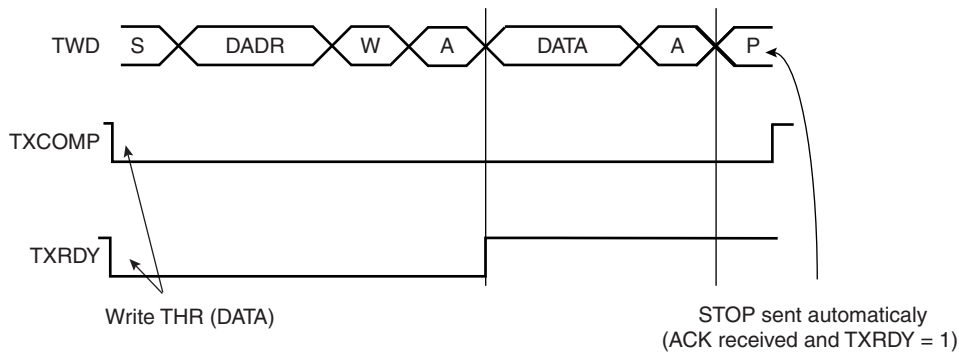 TWD S DADR W A DATA A P
TXCOMP
TXRDY
Write THR (DATA)
STOP sent automaticaly
(ACK received and TXRDY = 1)